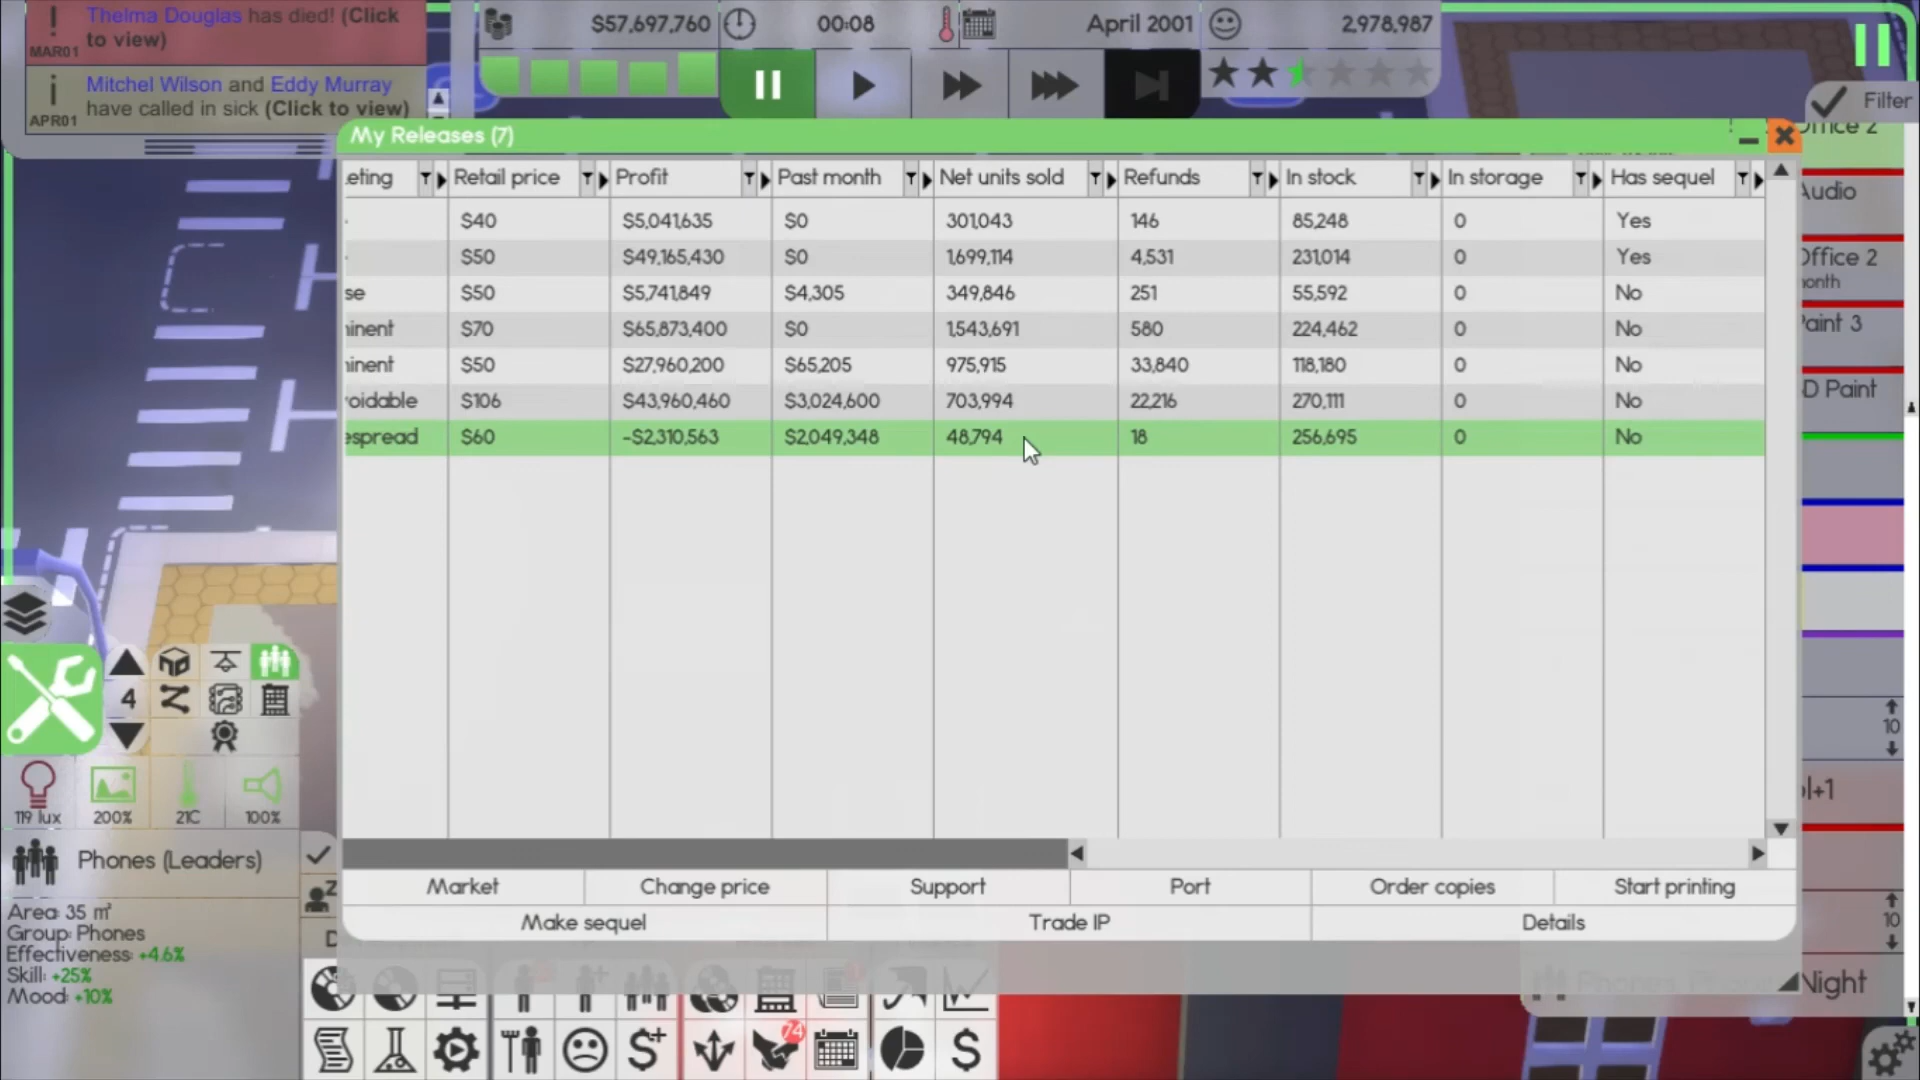 Thelma Douglas has died! (Click
to view)
MAR01
Mitchel Wilson and Eddy Murray
have called in sick (Click to view)
APR01
$57,697,760
00:08
April 2001
2,978,987
Filter
My Releases (7)
Office 2
eting Retail price Profit Past month Net units sold Refunds In stock In storage Has sequel
$40 $5,041,635 $0 301,043 146 85,248 0 Yes
$50 $49,165,430 $0 1,699,114 4,531 231,014 0 Yes
se $50 $5,741,849 $4,305 349,846 251 55,592 0 No
inent $70 $65,873,400 $0 1,543,691 580 224,462 0 No
inent $50 $27,960,200 $65,205 975,915 33,840 118,180 0 No
oidable $106 $43,960,460 $3,024,600 703,994 22,216 270,111 0 No
espread $60 -$2,310,563 $2,049,348 48,794 18 256,695 0 No
Audio
Office 2
month
Paint 3
D Paint
10
ol+1
10
Night
4
119 lux 200% 21C 100%
Phones (Leaders)
Area: 35 m²
Group: Phones
Effectiveness: +4.6%
Skill: +25%
Mood: +10%
Market Change price Support Port Order copies Start printing
Make sequel Trade IP Details
74